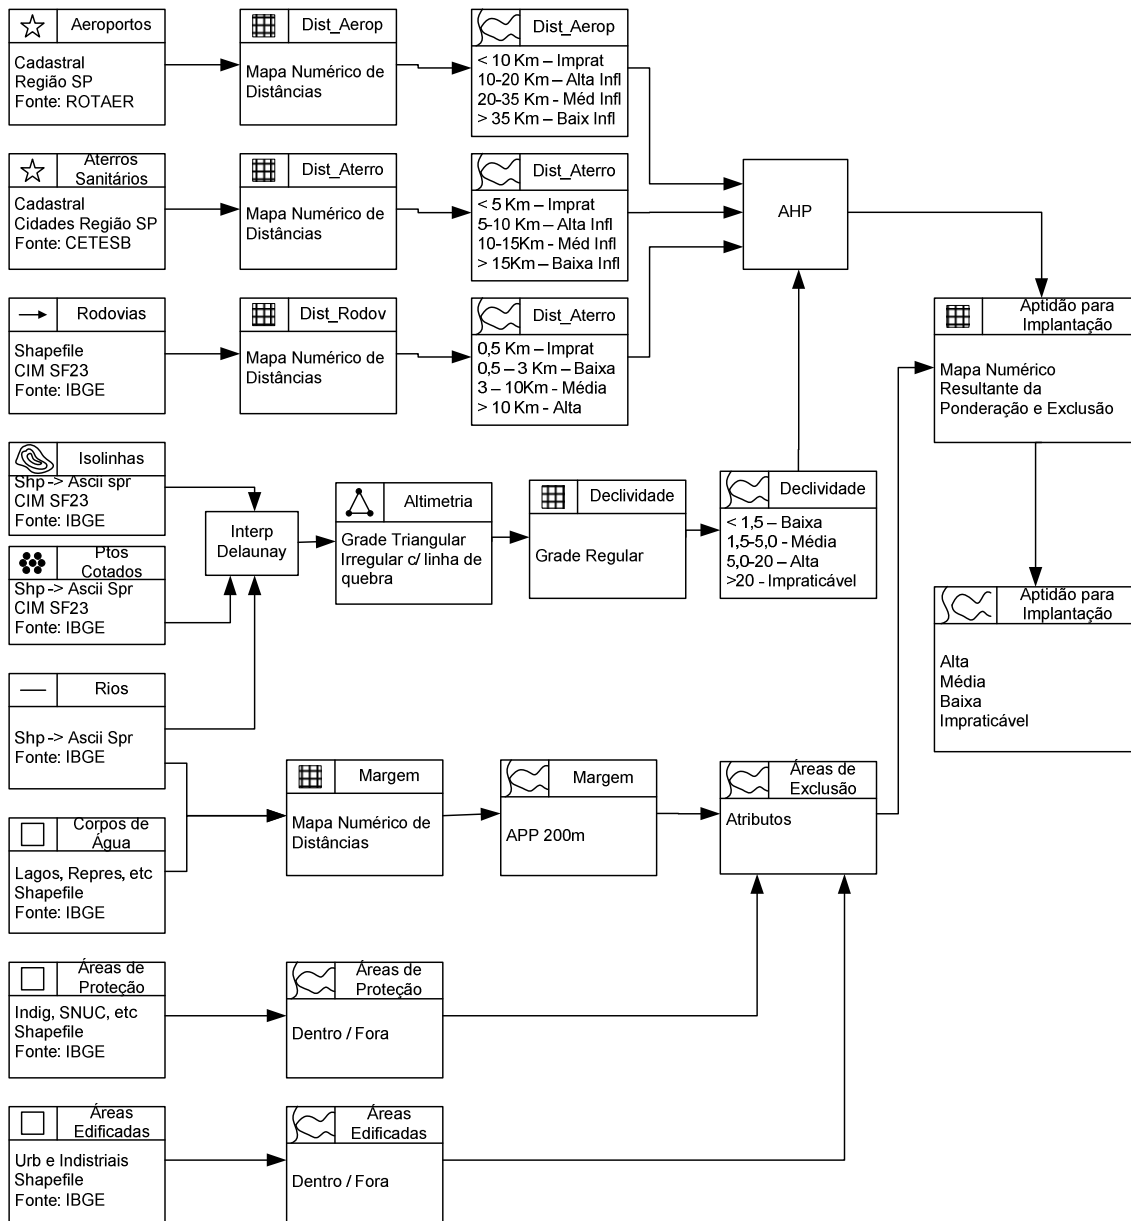 Aeroportos
Cadastral
Região SP
Fonte: ROTAER
Dist_Aerop
Mapa Numérico de
Distâncias
Dist_Aerop
< 10 Km – Imprat
10-20 Km – Alta Infl
20-35 Km - Méd Infl
> 35 Km – Baix Infl
Aterros
Sanitários
Cadastral
Cidades Região SP
Fonte: CETESB
Dist_Aterro
Mapa Numérico de
Distâncias
Dist_Aterro
< 5 Km – Imprat
5-10 Km – Alta Infl
10-15Km - Méd Infl
> 15Km – Baixa Infl
AHP
Rodovias
Shapefile
CIM SF23
Fonte: IBGE
Dist_Rodov
Mapa Numérico de
Distâncias
Dist_Aterro
0,5 Km – Imprat
0,5 – 3 Km – Baixa
3 – 10Km - Média
> 10 Km - Alta
Aptidão para
Implantação
Mapa Numérico
Resultante da
Ponderação e Exclusão
Isolinhas
Shp -> Ascii spr
CIM SF23
Fonte: IBGE
Ptos
Cotados
Shp -> Ascii Spr
CIM SF23
Fonte: IBGE
Interp
Delaunay
Altimetria
Grade Triangular
Irregular c/ linha de
quebra
Declividade
Grade Regular
Declividade
< 1,5 – Baixa
1,5-5,0 - Média
5,0-20 – Alta
>20 - Impraticável
Aptidão para
Implantação
Alta
Média
Baixa
Impraticável
Rios
Shp -> Ascii Spr
Fonte: IBGE
Corpos de
Água
Lagos, Repres, etc
Shapefile
Fonte: IBGE
Margem
Mapa Numérico de
Distâncias
Margem
APP 200m
Áreas de
Exclusão
Atributos
Áreas de
Proteção
Indig, SNUC, etc
Shapefile
Fonte: IBGE
Áreas de
Proteção
Dentro / Fora
Áreas
Edificadas
Urb e Indistriais
Shapefile
Fonte: IBGE
Áreas
Edificadas
Dentro / Fora